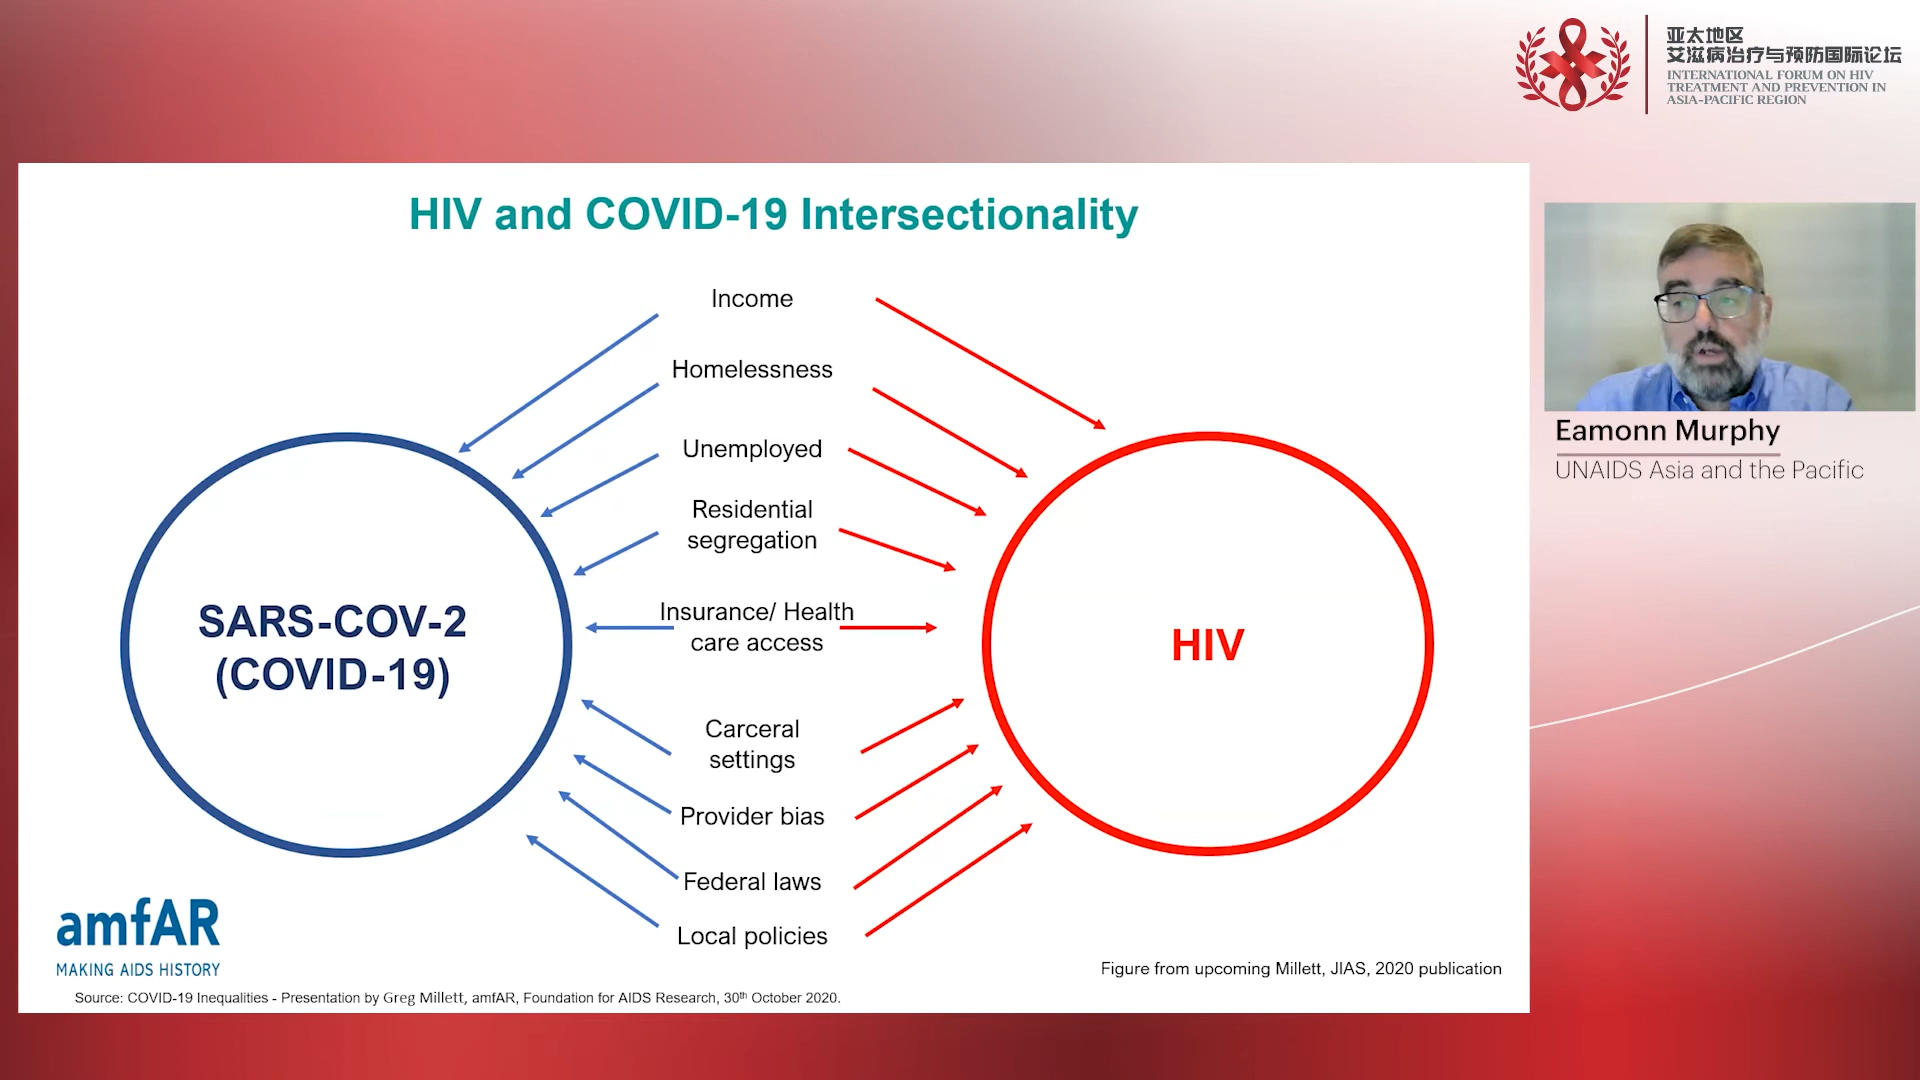 亚太地区
艾滋病治疗与预防国际论坛
INTERNATIONAL FORUM ON HIV
TREATMENT AND PREVENTION IN
ASIA-PACIFIC REGION
HIV and COVID-19 Intersectionality
Income
Homelessness
Unemployed
Residential
segregation
Insurance/ Health
care access
Carceral
settings
Provider bias
Federal laws
Local policies
SARS-COV-2
(COVID-19)
HIV
amfAR
MAKING AIDS HISTORY
Figure from upcoming Millett, JIAS, 2020 publication
Source: COVID-19 Inequalities - Presentation by Greg Millett, amfAR, Foundation for AIDS Research, 30th October 2020.
Eamonn Murphy
UNAIDS Asia and the Pacific